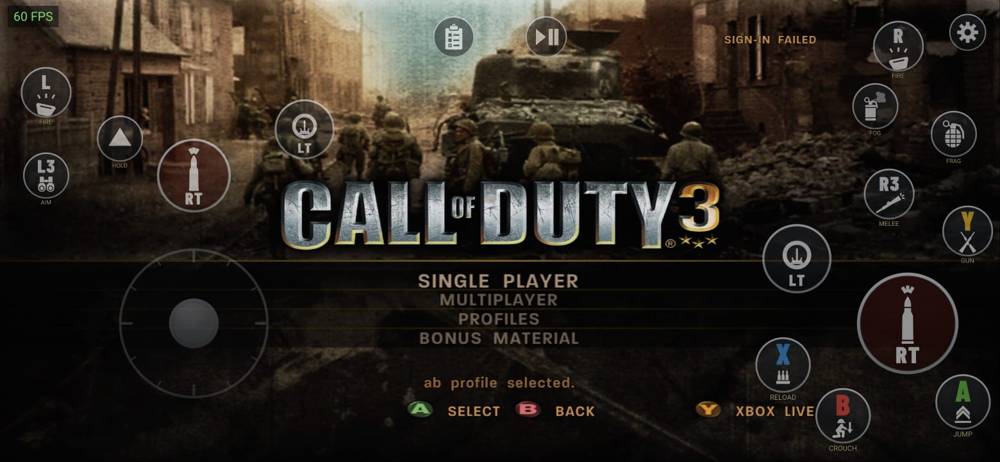 60 FPS
SIGN-IN FAILED
L
FIRE
R
FIRE
HOLD
LT
FOG
FRAG
L3
AIM
RT
R3
MELEE
CALL OF DUTY 3
®
Y
GUN
LT
SINGLE PLAYER
MULTIPLAYER
PROFILES
BONUS MATERIAL
RT
X
RELOAD
ab profile selected.
A SELECT B BACK
Y XBOX LIVE
B
CROUCH
A
JUMP